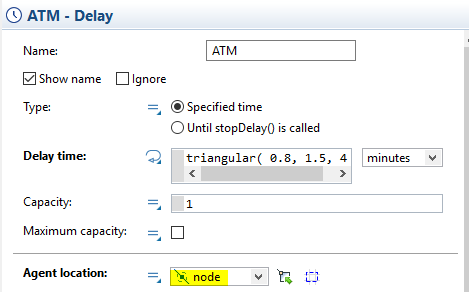 ATM - Delay
Name: ATM
Show name Ignore
Type: Specified time
Until stopDelay() is called
Delay time: triangular( 0.8, 1.5, 4 minutes
Capacity: 1
Maximum capacity:
Agent location: node